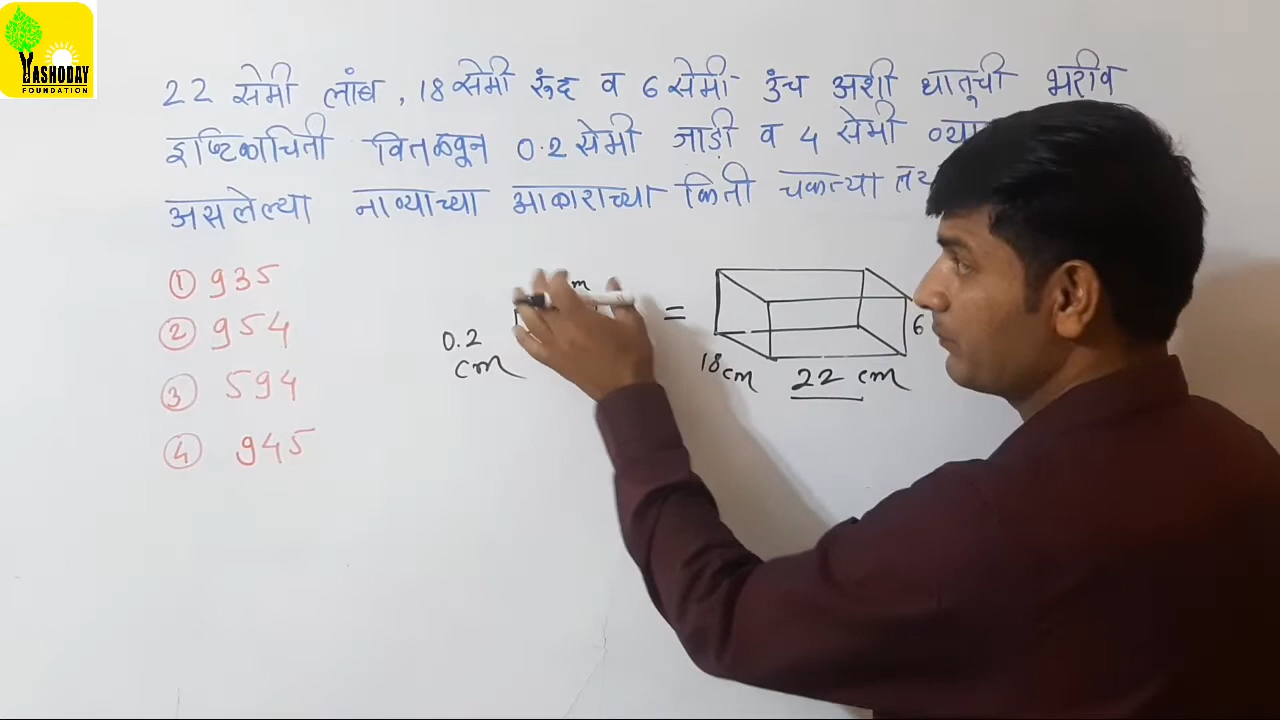 YASHODAY
FOUNDATION
22 सेमी लांब , 18 सेमी रुंद व 6 सेमी उंच अशी धातूची भरीव
इष्टिकाचिती वितळवून 0.2 सेमी जाडी व 4 सेमी
असलेल्या नाण्याच्या आकाराच्या किती चकत्या
① 935
② 954
③ 594
④ 945
0.2
cm
=
18cm
22 cm
6